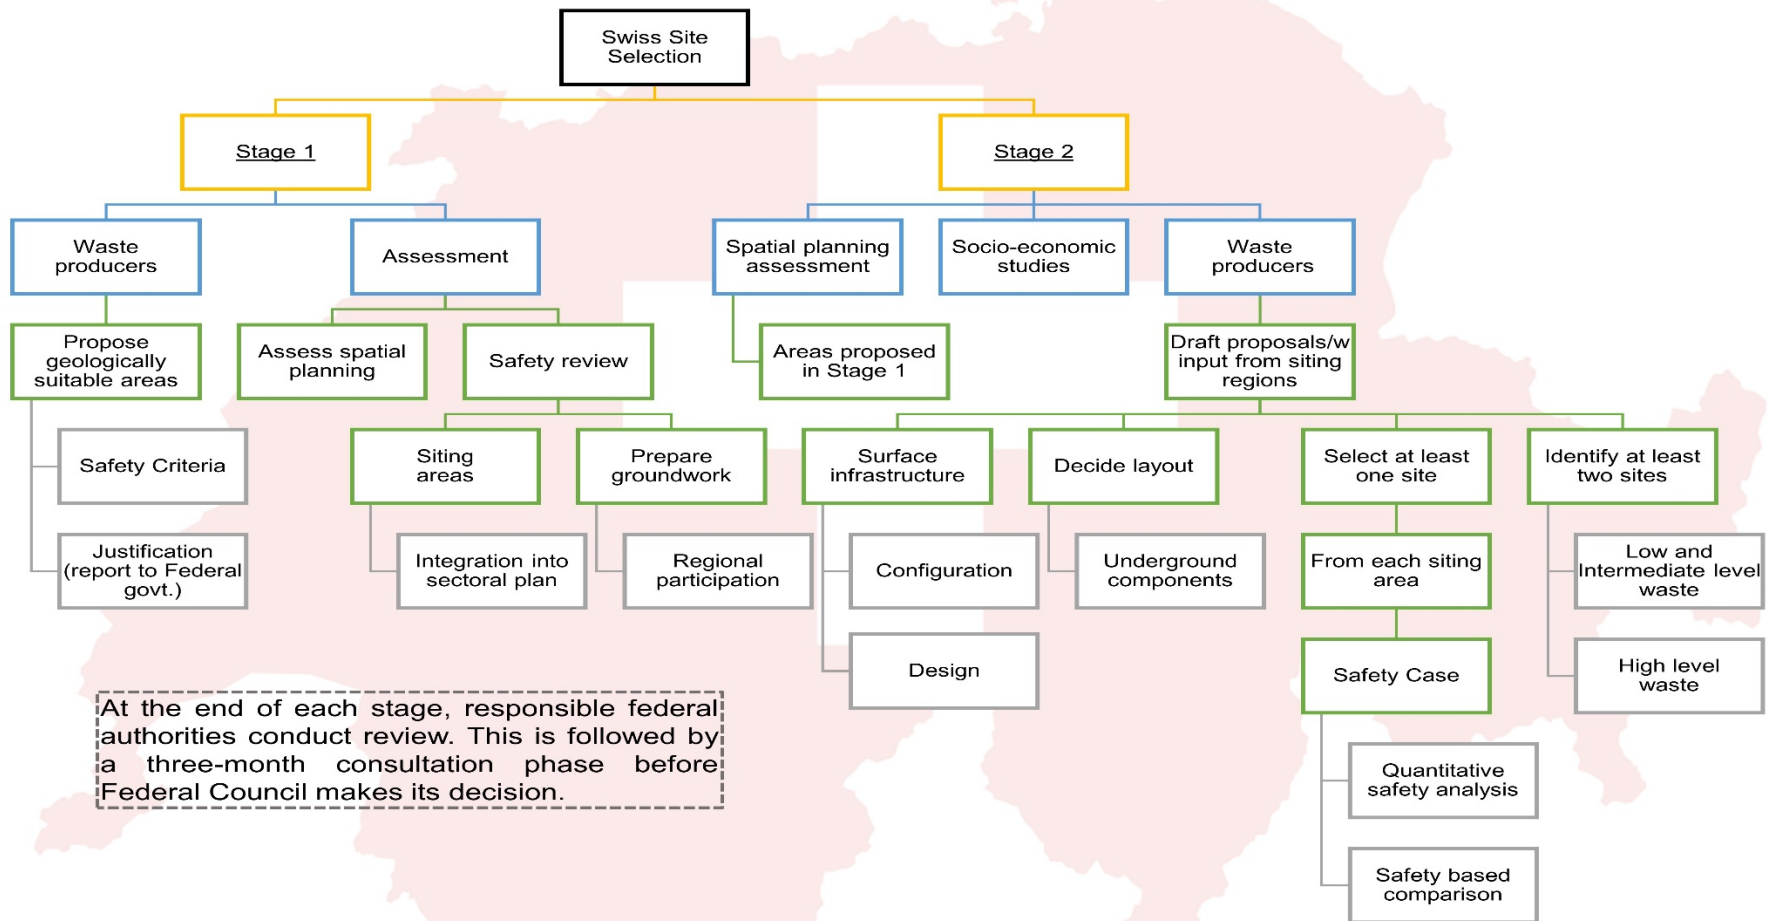 Swiss Site
Selection
Stage 1
Stage 2
Waste
producers
Assessment
Spatial planning
assessment
Socio-economic
studies
Waste
producers
Propose
geologically
suitable areas
Assess spatial
planning
Safety review
Areas proposed
in Stage 1
Draft proposals/w
input from siting
regions
Safety Criteria
Siting
areas
Prepare
groundwork
Surface
infrastructure
Decide layout
Select at least
one site
Identify at least
two sites
Justification
(report to Federal
govt.)
Integration into
sectoral plan
Regional
participation
Configuration
Underground
components
From each siting
area
Low and
Intermediate level
waste
Design
Safety Case
High level
waste
At the end of each stage, responsible federal
authorities conduct review. This is followed by
a three-month consultation phase before
Federal Council makes its decision.
Quantitative
safety analysis
Safety based
comparison